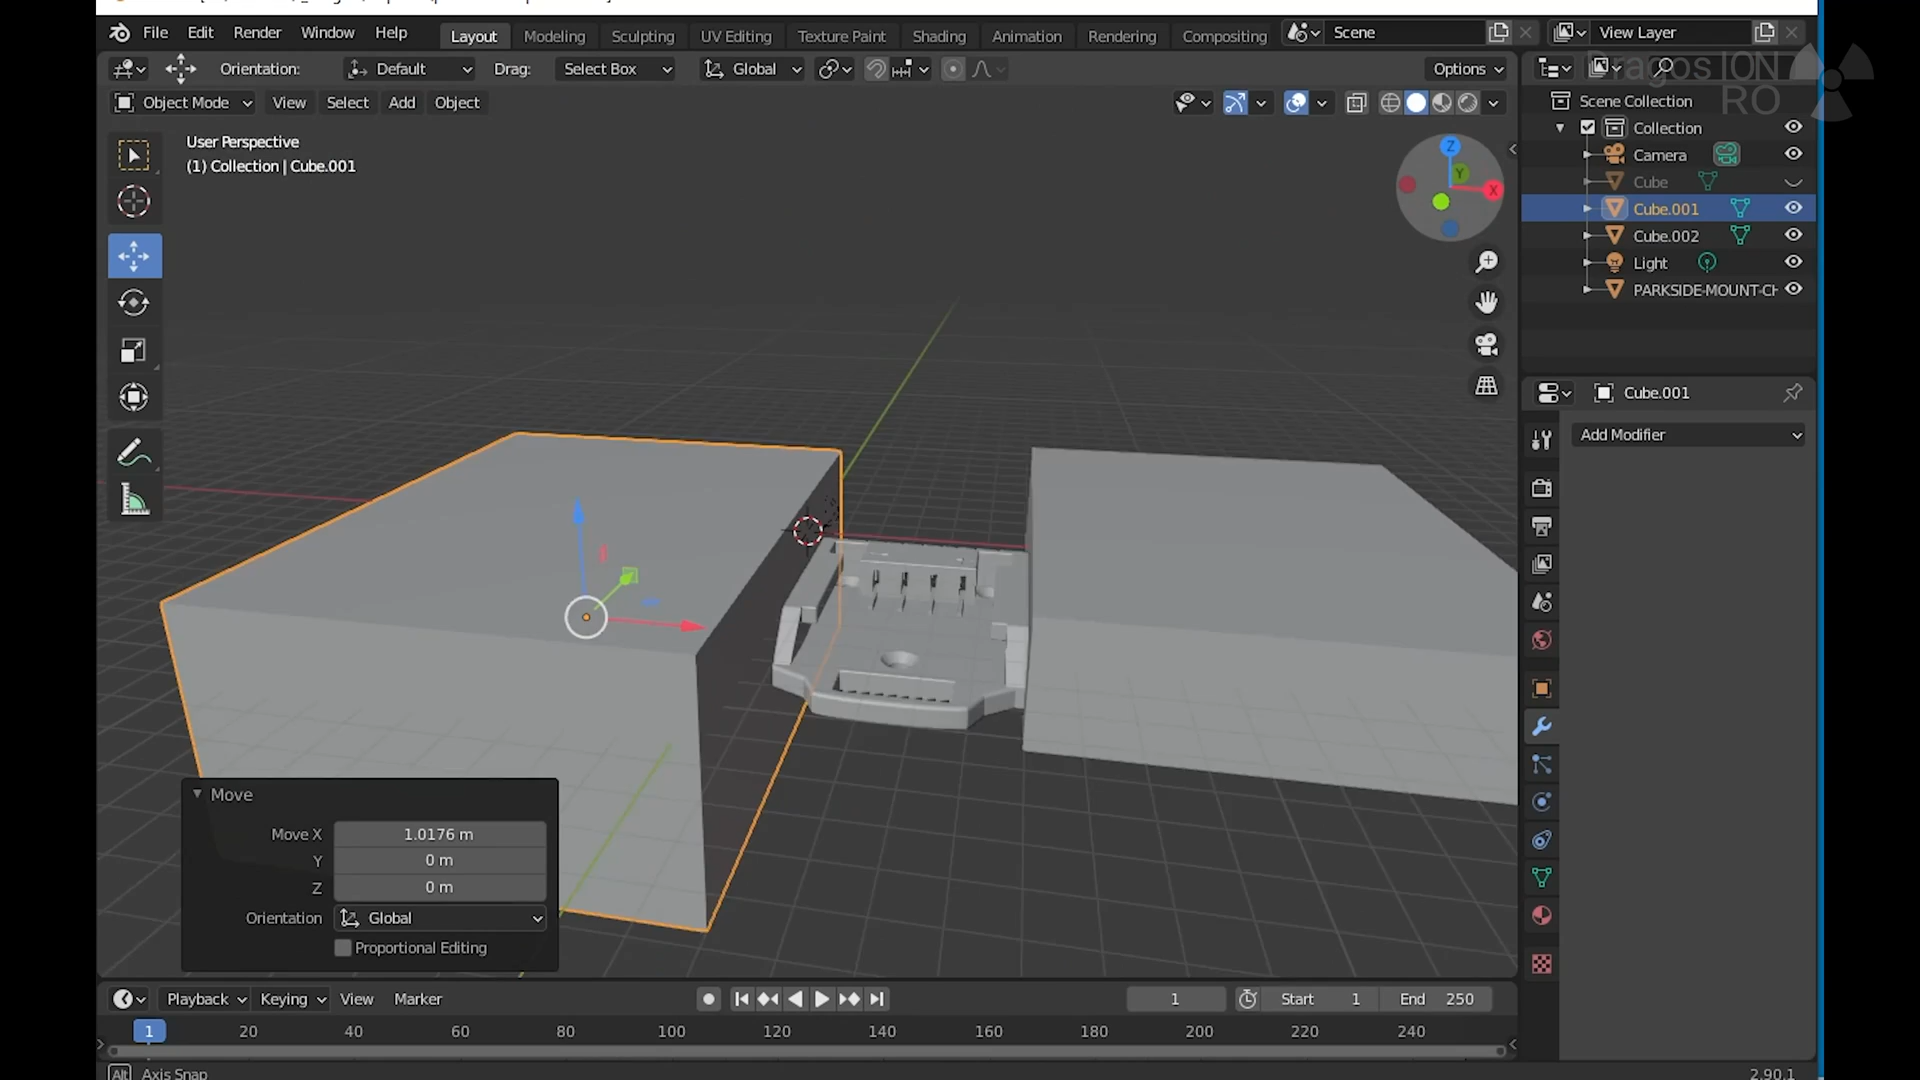 File Edit Render Window Help Layout Modeling Sculpting UV Editing Texture Paint Shading Animation Rendering Compositing Scene View Layer
Orientation: Default Drag: Select Box Global Options
Dragos ION
RO
Object Mode View Select Add Object
User Perspective
(1) Collection | Cube.001
Z
Y
X
Scene Collection
Collection
Camera
Cube
Cube.001
Cube.002
Light
PARKSIDE-MOUNT-CH
Cube.001
Add Modifier
Move
Move X 1.0176 m
Y 0 m
Z 0 m
Orientation Global
Proportional Editing
Playback Keying View Marker 1 Start 1 End 250
1 20 40 60 80 100 120 140 160 180 200 220 240
Alt Axis Snap 2.90.1